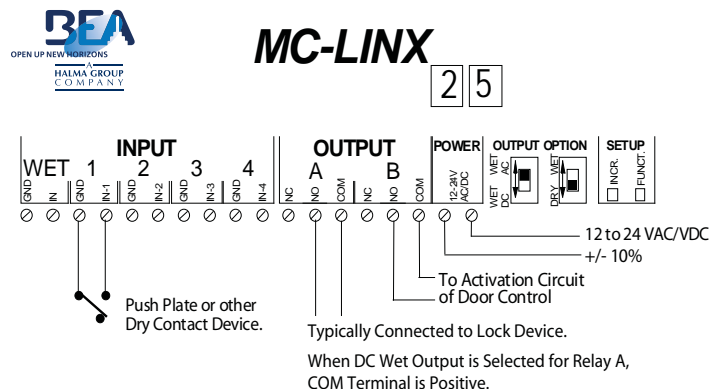 BEA
OPEN UP NEW HORIZONS
A
HALMA GROUP
COMPANY
MC-LINX
2 5
INPUT OUTPUT POWER OUTPUT OPTION SETUP
WET 1 2 3 4 A B
GND IN GND IN-1 GND IN-2 GND IN-3 GND IN-4 NC NO COM NC NO COM 12-24V AC/DC WET DC WET AC DRY WET INCR. FUNCT.
12 to 24 VAC/VDC
+/- 10%
To Activation Circuit
of Door Control
Push Plate or other
Dry Contact Device.
Typically Connected to Lock Device.
When DC Wet Output is Selected for Relay A,
COM Terminal is Positive.